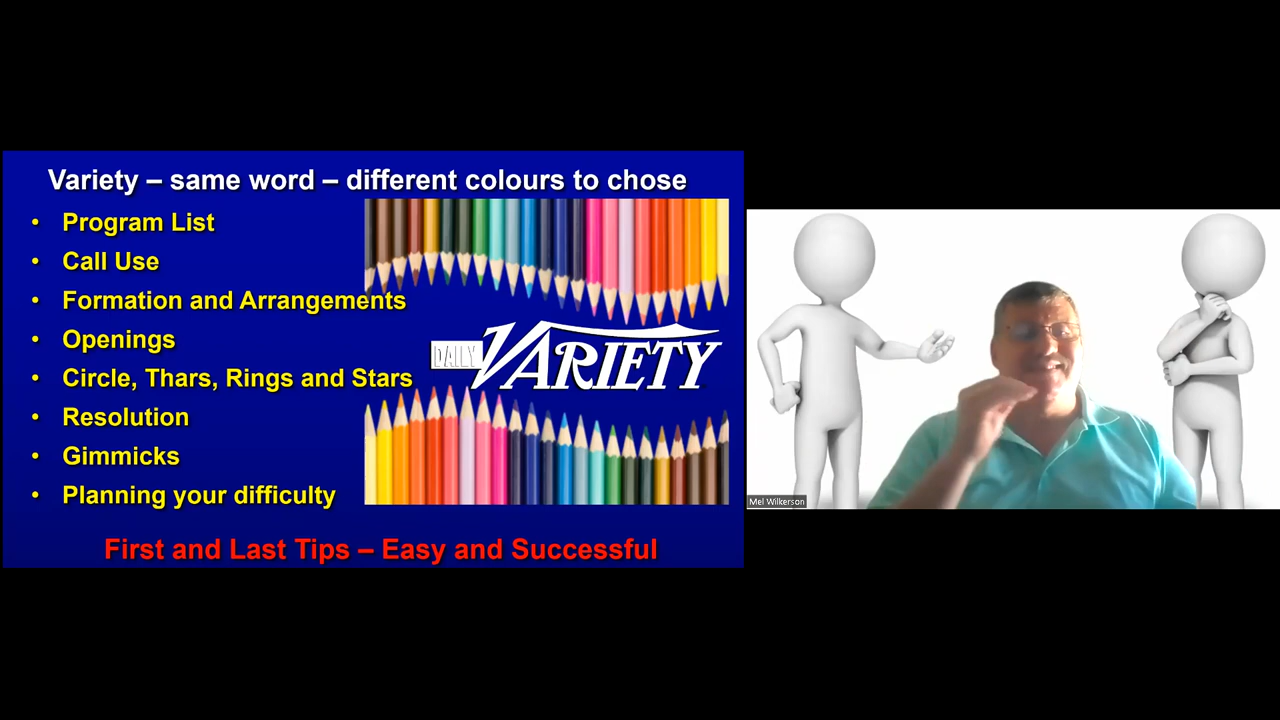 Variety – same word – different colours to chose
• Program List
• Call Use
• Formation and Arrangements
• Openings
• Circle, Thars, Rings and Stars
• Resolution
• Gimmicks
• Planning your difficulty
DAILY VARIETY
First and Last Tips – Easy and Successful
Mel Wilkerson